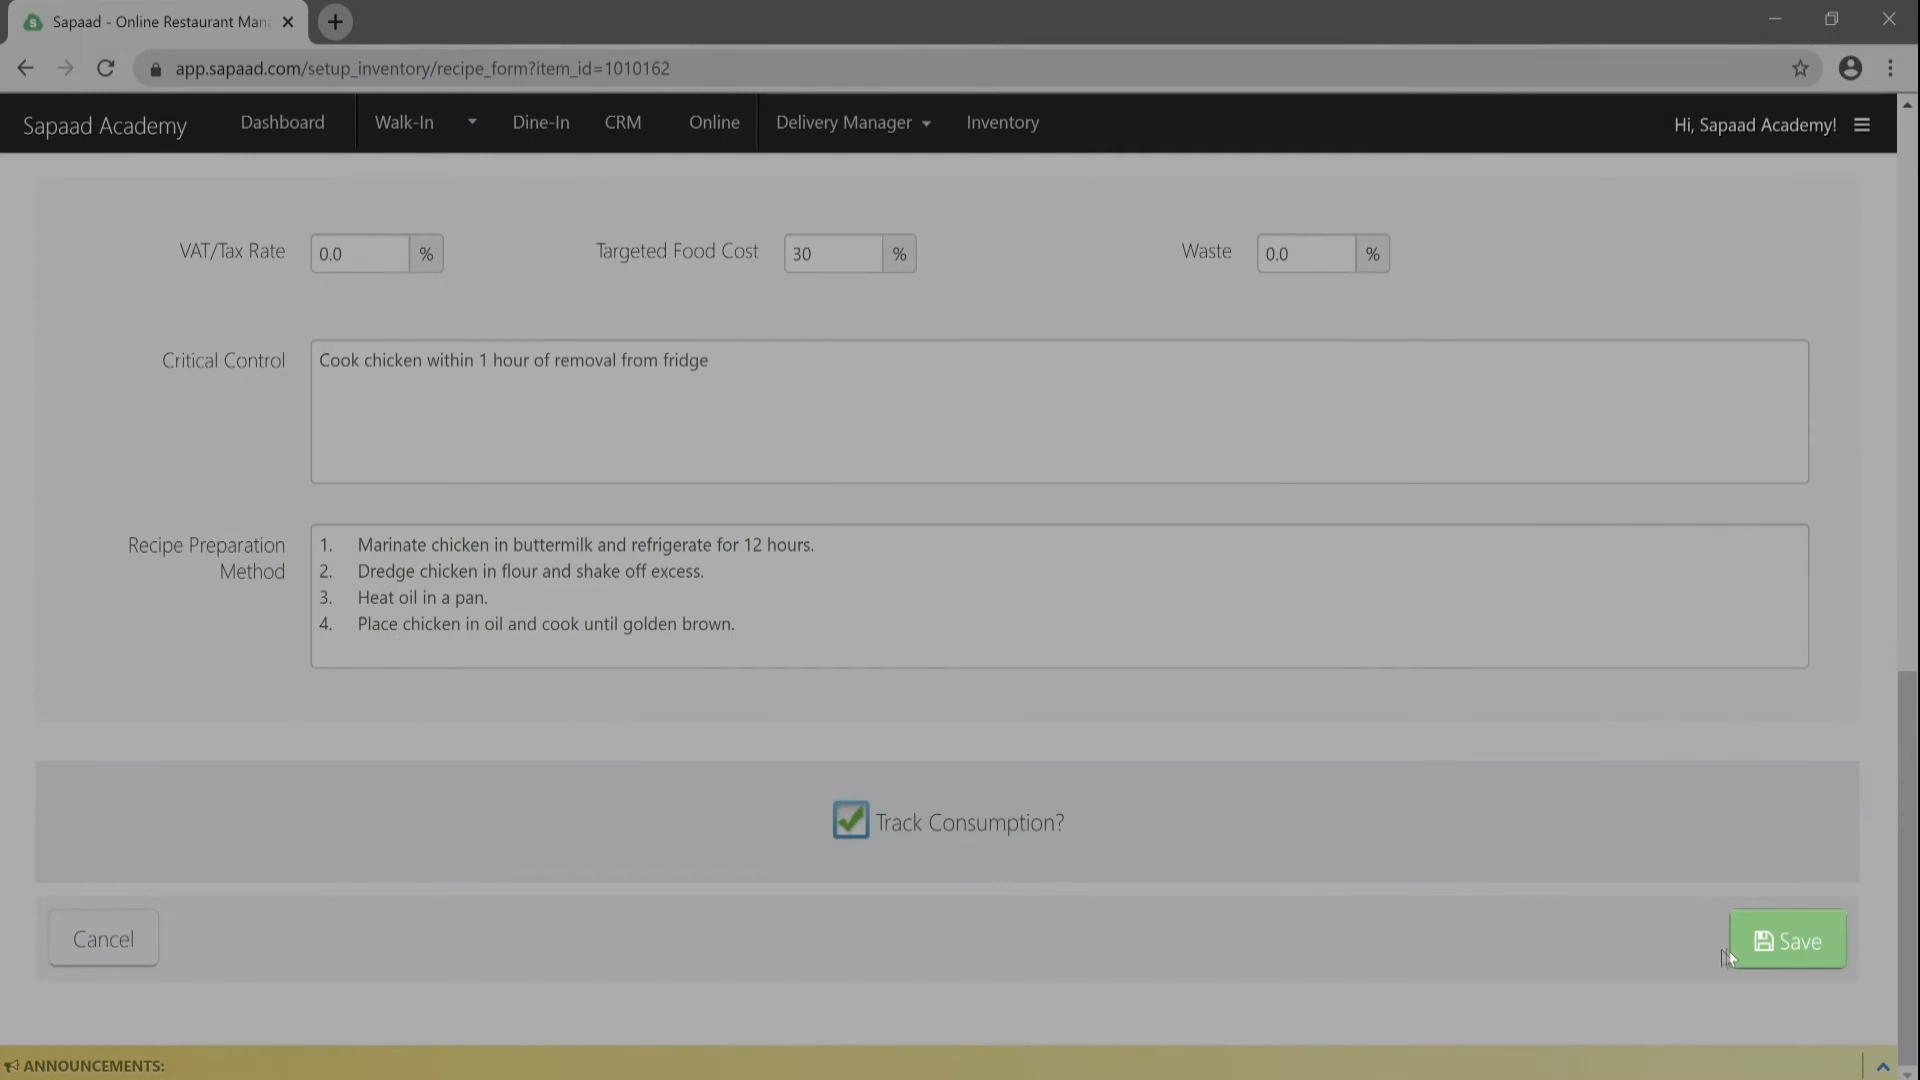 Sapaad - Online Restaurant Man
app.sapaad.com/setup_inventory/recipe_form?item_id=1010162
Sapaad Academy Dashboard Walk-In Dine-In CRM Online Delivery Manager Inventory Hi, Sapaad Academy!
VAT/Tax Rate 0.0 % Targeted Food Cost 30 % Waste 0.0 %
Critical Control Cook chicken within 1 hour of removal from fridge
Recipe Preparation Method
1. Marinate chicken in buttermilk and refrigerate for 12 hours.
2. Dredge chicken in flour and shake off excess.
3. Heat oil in a pan.
4. Place chicken in oil and cook until golden brown.
Track Consumption?
Cancel Save
ANNOUNCEMENTS: